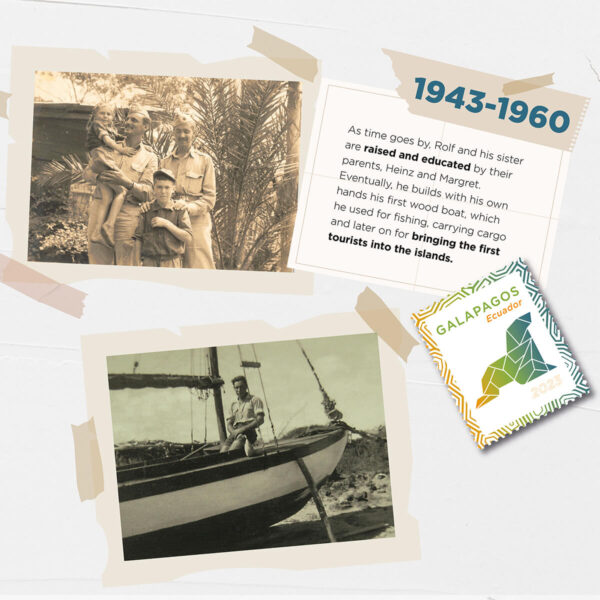 1943-1960
As time goes by, Rolf and his sister
are raised and educated by their
parents, Heinz and Margret.
Eventually, he builds with his own
hands his first wood boat, which
he used for fishing, carrying cargo
and later on for bringing the first
tourists into the islands.
GALAPAGOS
Ecuador
2023